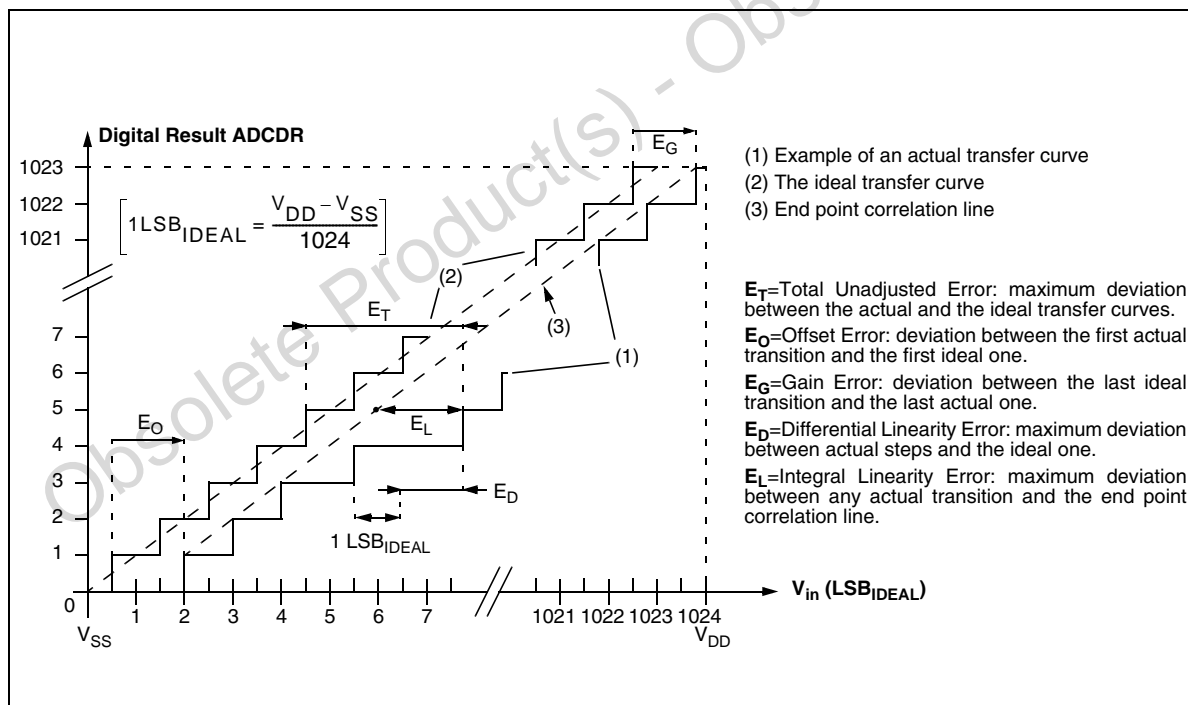 Obsolete Product(s) - Obs
Digital Result ADCDR
1023
1022
1021
1LSB_IDEAL = (V_DD – V_SS) / 1024
E_G
(1) Example of an actual transfer curve
(2) The ideal transfer curve
(3) End point correlation line
E_T=Total Unadjusted Error: maximum deviation
between the actual and the ideal transfer curves.
E_O=Offset Error: deviation between the first actual
transition and the first ideal one.
E_G=Gain Error: deviation between the last ideal
transition and the last actual one.
E_D=Differential Linearity Error: maximum deviation
between actual steps and the ideal one.
E_L=Integral Linearity Error: maximum deviation
between any actual transition and the end point
correlation line.
(2)
E_T
(3)
(1)
7
6
5
4
3
2
1
0
E_O
E_L
E_D
1 LSB_IDEAL
1 2 3 4 5 6 7 1021 1022 1023 1024
V_in (LSB_IDEAL)
V_SS
V_DD